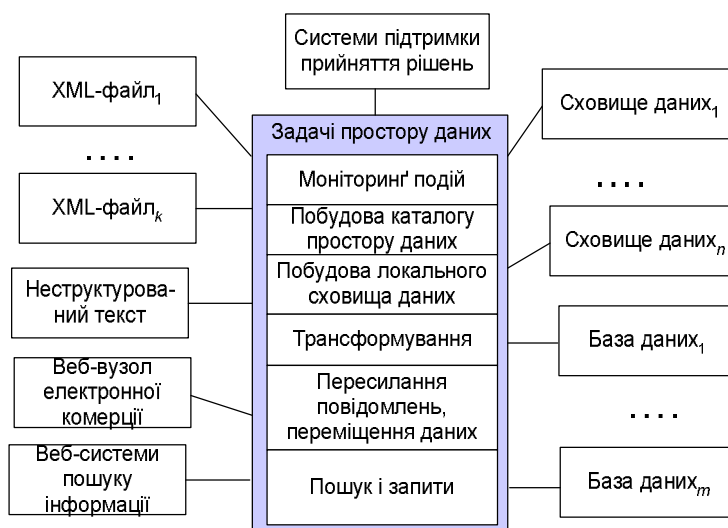 Системи підтримки
прийняття рішень
XML-файл1
. . . .
XML-файлk
Неструктурова-
ний текст
Веб-вузол
електронної
комерції
Веб-системи
пошуку
інформації
Задачі простору даних
Моніторинґ подій
Побудова каталогу
простору даних
Побудова локального
сховища даних
Трансформування
Пересилання
повідомлень,
переміщення даних
Пошук і запити
Сховище даних1
. . . .
Сховище данихn
База даних1
. . . .
База данихm